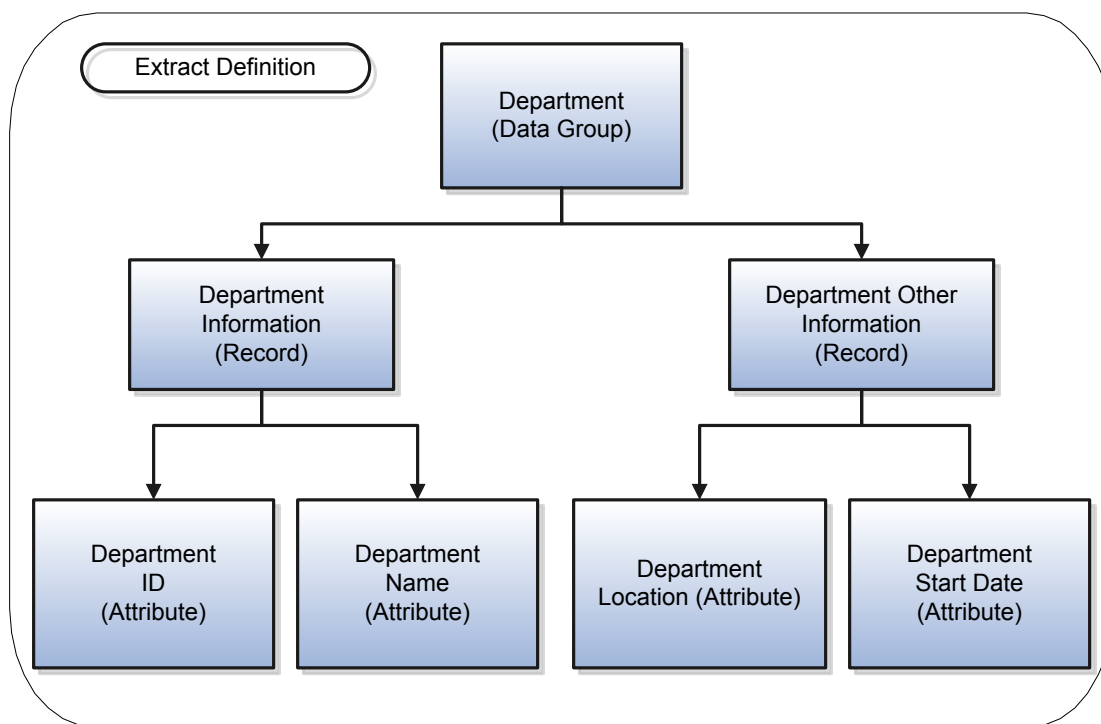 Extract Definition
Department
(Data Group)
Department
Information
(Record)
Department Other
Information
(Record)
Department
ID
(Attribute)
Department
Name
(Attribute)
Department
Location (Attribute)
Department
Start Date
(Attribute)